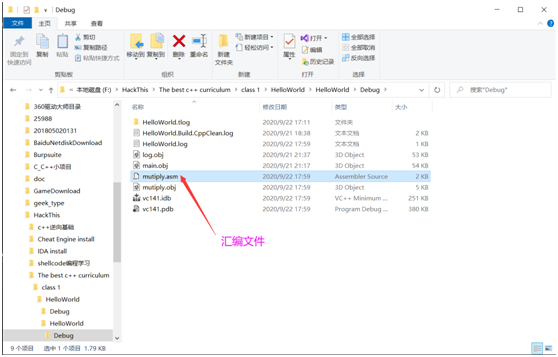 Debug
文件 主页 共享 查看
固定到快速访问 复制 粘贴 剪切 复制路径 粘贴快捷方式 移动到 复制到 删除 重命名 新建文件夹 新建项目 轻松访问 属性 打开 编辑 历史记录 全部选择 全部取消 反向选择
剪贴板 组织 新建 打开 选择
本地磁盘 (F:) > HackThis > The best c++ curriculum > class 1 > HelloWorld > HelloWorld > Debug >
搜索"Debug"
名称 修改日期 类型 大小
360驱动大师目录
25988
201805020131
BaiduNetdiskDownload
Burpsuite
C_C++小项目
doc
GameDownload
geek_type
HackThis
c++逆向基础
Cheat Engine install
IDA install
shellcode编程学习
The best c++ curriculum
class 1
HelloWorld
Debug
HelloWorld
Debug
HelloWorld.tlog 2020/9/22 17:11 文件夹
HelloWorld.Build.CppClean.log 2020/9/21 18:38 文本文档 2 KB
HelloWorld.log 2020/9/22 17:59 文本文档 1 KB
log.obj 2020/9/21 21:37 3D Object 53 KB
main.obj 2020/9/21 21:17 3D Object 54 KB
mutiply.asm 2020/9/22 17:59 Assembler Source 2 KB
mutiply.obj 2020/9/22 17:59 3D Object 5 KB
vc141.idb 2020/9/22 17:59 VC++ Minimum ... 251 KB
vc141.pdb 2020/9/22 17:59 Program Debug ... 380 KB
汇编文件
9 个项目 选中 1 个项目 1.79 KB